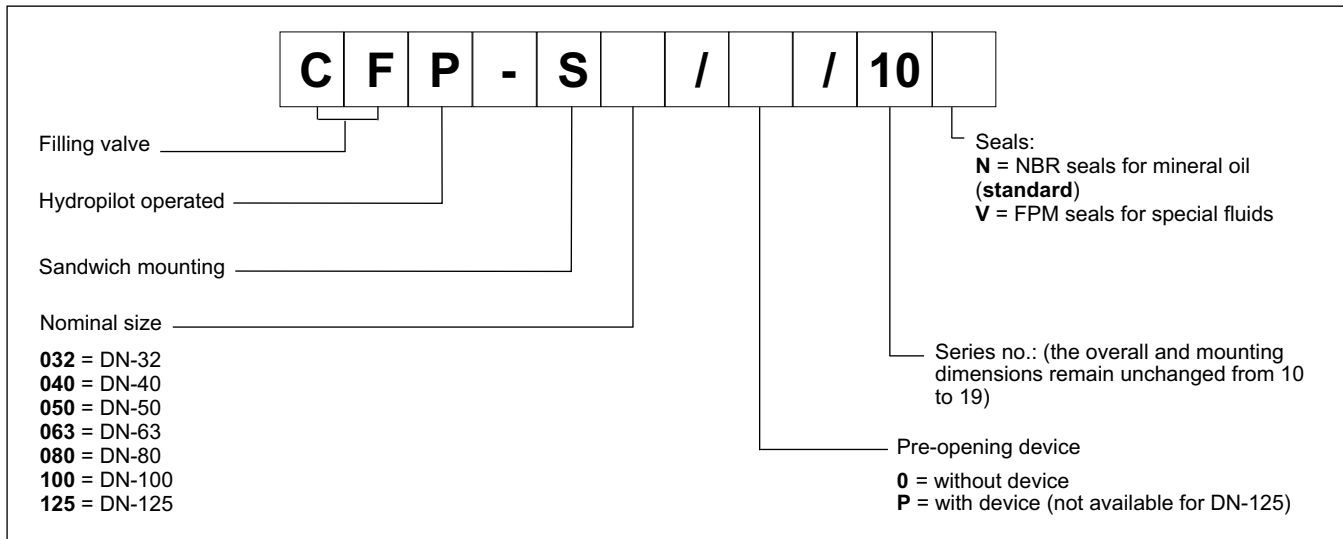 C F P - S / / 10
Filling valve
Hydropilot operated
Sandwich mounting
Nominal size
032 = DN-32
040 = DN-40
050 = DN-50
063 = DN-63
080 = DN-80
100 = DN-100
125 = DN-125
Seals:
N = NBR seals for mineral oil
(standard)
V = FPM seals for special fluids
Series no.: (the overall and mounting
dimensions remain unchanged from 10
to 19)
Pre-opening device
0 = without device
P = with device (not available for DN-125)